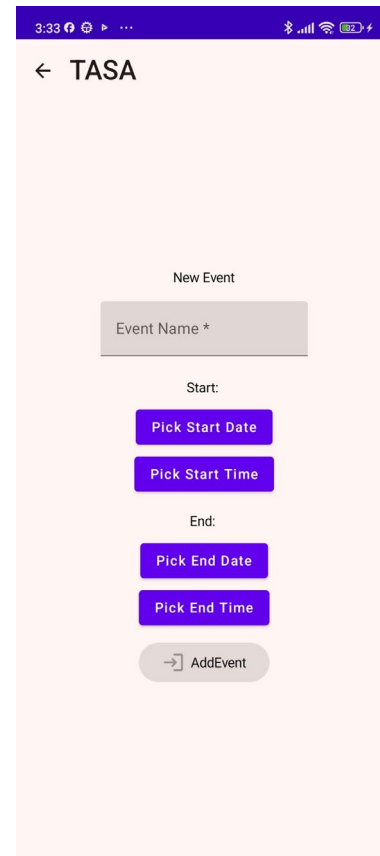 3:33
32
TASA
New Event
Event Name *
Start:
Pick Start Date
Pick Start Time
End:
Pick End Date
Pick End Time
AddEvent